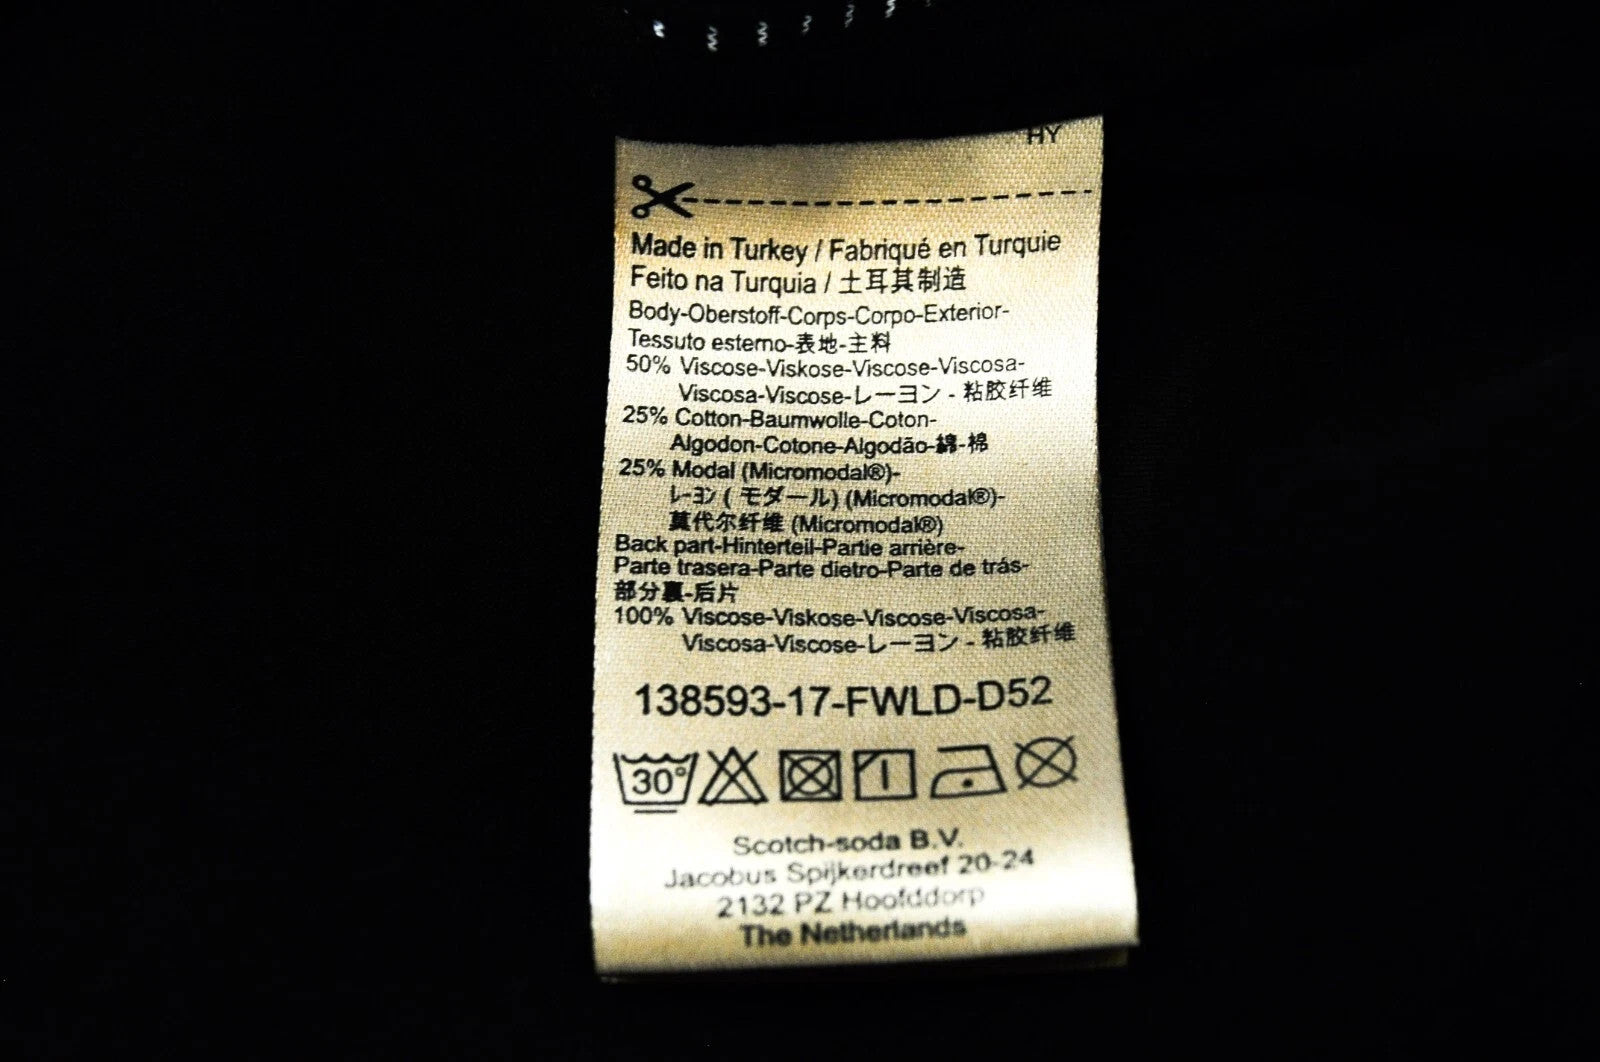 HY
Made in Turkey / Fabriqué en Turquie
Feito na Turquia / 土耳其制造
Body-Oberstoff-Corps-Corpo-Exterior-
Tessuto esterno-表地-主料
50% Viscose-Viskose-Viscose-Viscosa-
Viscosa-Viscose-レーヨン - 粘胶纤维
25% Cotton-Baumwolle-Coton-
Algodon-Cotone-Algodão-綿-棉
25% Modal (Micromodal®)-
ﾚｰﾖﾝ ( モダール) (Micromodal®)-
莫代尔纤维 (Micromodal®)
Back part-Hinterteil-Partie arrière-
Parte trasera-Parte dietro-Parte de trás-
部分裏-后片
100% Viscose-Viskose-Viscose-Viscosa-
Viscosa-Viscose-レーヨン - 粘胶纤维
138593-17-FWLD-D52
30°
Scotch-soda B.V.
Jacobus Spijkerdreef 20-24
2132 PZ Hoofddorp
The Netherlands